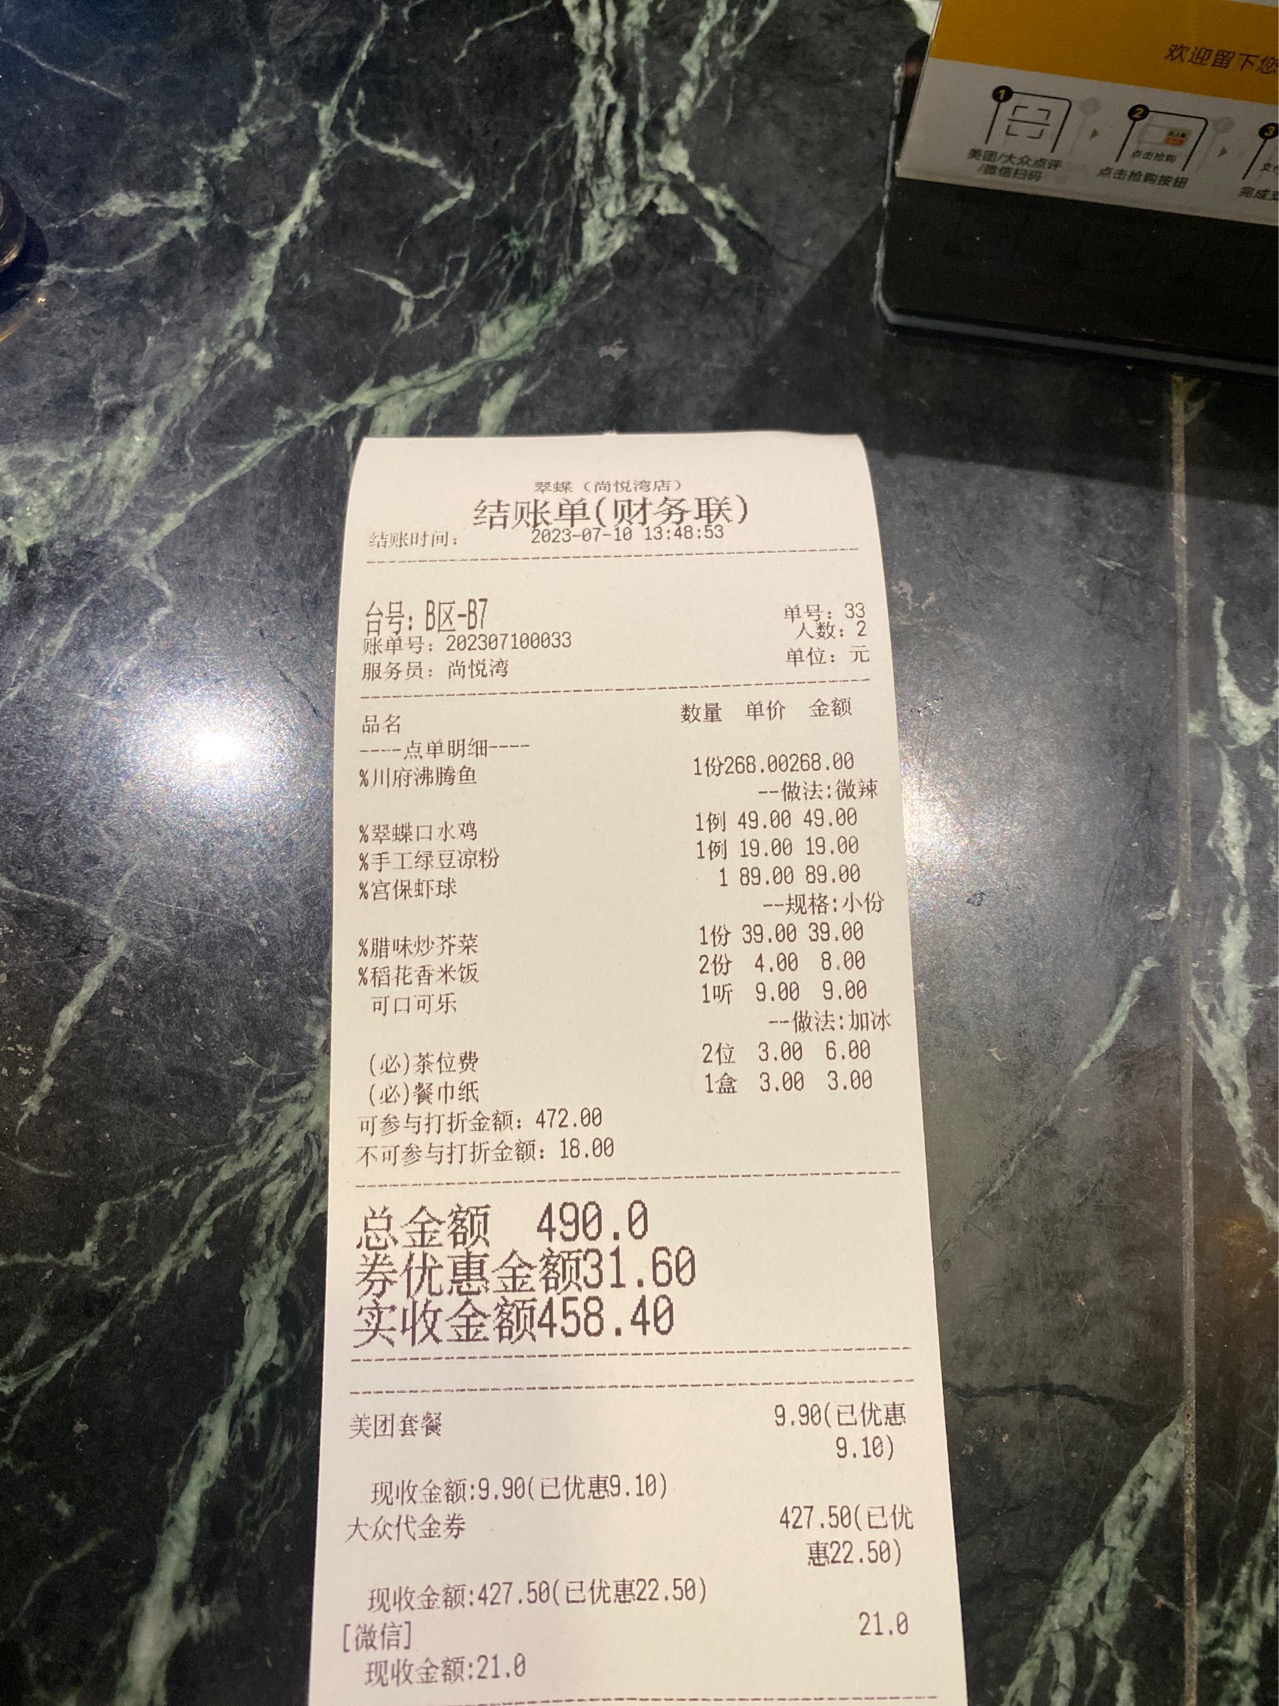 欢迎留下您
1
2
3
点击抢购
美团/大众点评
/微信扫码
点击抢购按钮
完成支
翠蝶（尚悦湾店）
结账单(财务联)
结账时间： 2023-07-10 13:48:53
台号：B区-B7 单号：33
人数：2
账单号：202307100033
服务员：尚悦湾 单位：元
品名 数量 单价 金额
----点单明细----
%川府沸腾鱼 1份268.00268.00
--做法:微辣
%翠蝶口水鸡 1例 49.00 49.00
%手工绿豆凉粉 1例 19.00 19.00
%宫保虾球 1 89.00 89.00
--规格:小份
%腊味炒芥菜 1份 39.00 39.00
%稻花香米饭 2份 4.00 8.00
可口可乐 1听 9.00 9.00
--做法:加冰
(必)茶位费 2位 3.00 6.00
(必)餐巾纸 1盒 3.00 3.00
可参与打折金额：472.00
不可参与打折金额：18.00
总金额 490.0
券优惠金额31.60
实收金额458.40
美团套餐 9.90(已优惠
9.10)
现收金额:9.90(已优惠9.10)
大众代金券 427.50(已优
惠22.50)
现收金额:427.50(已优惠22.50)
[微信] 21.0
现收金额:21.0